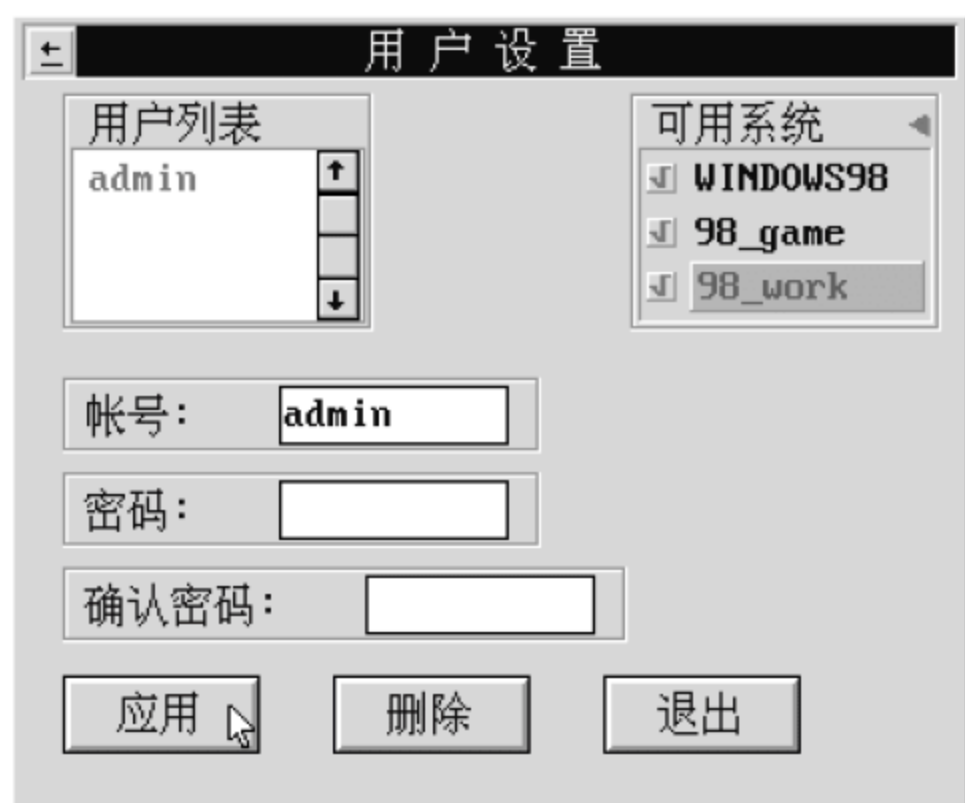 用户设置
用户列表
admin
可用系统
WINDOWS98
98_game
98_work
帐号:
admin
密码:
确认密码:
应用
删除
退出